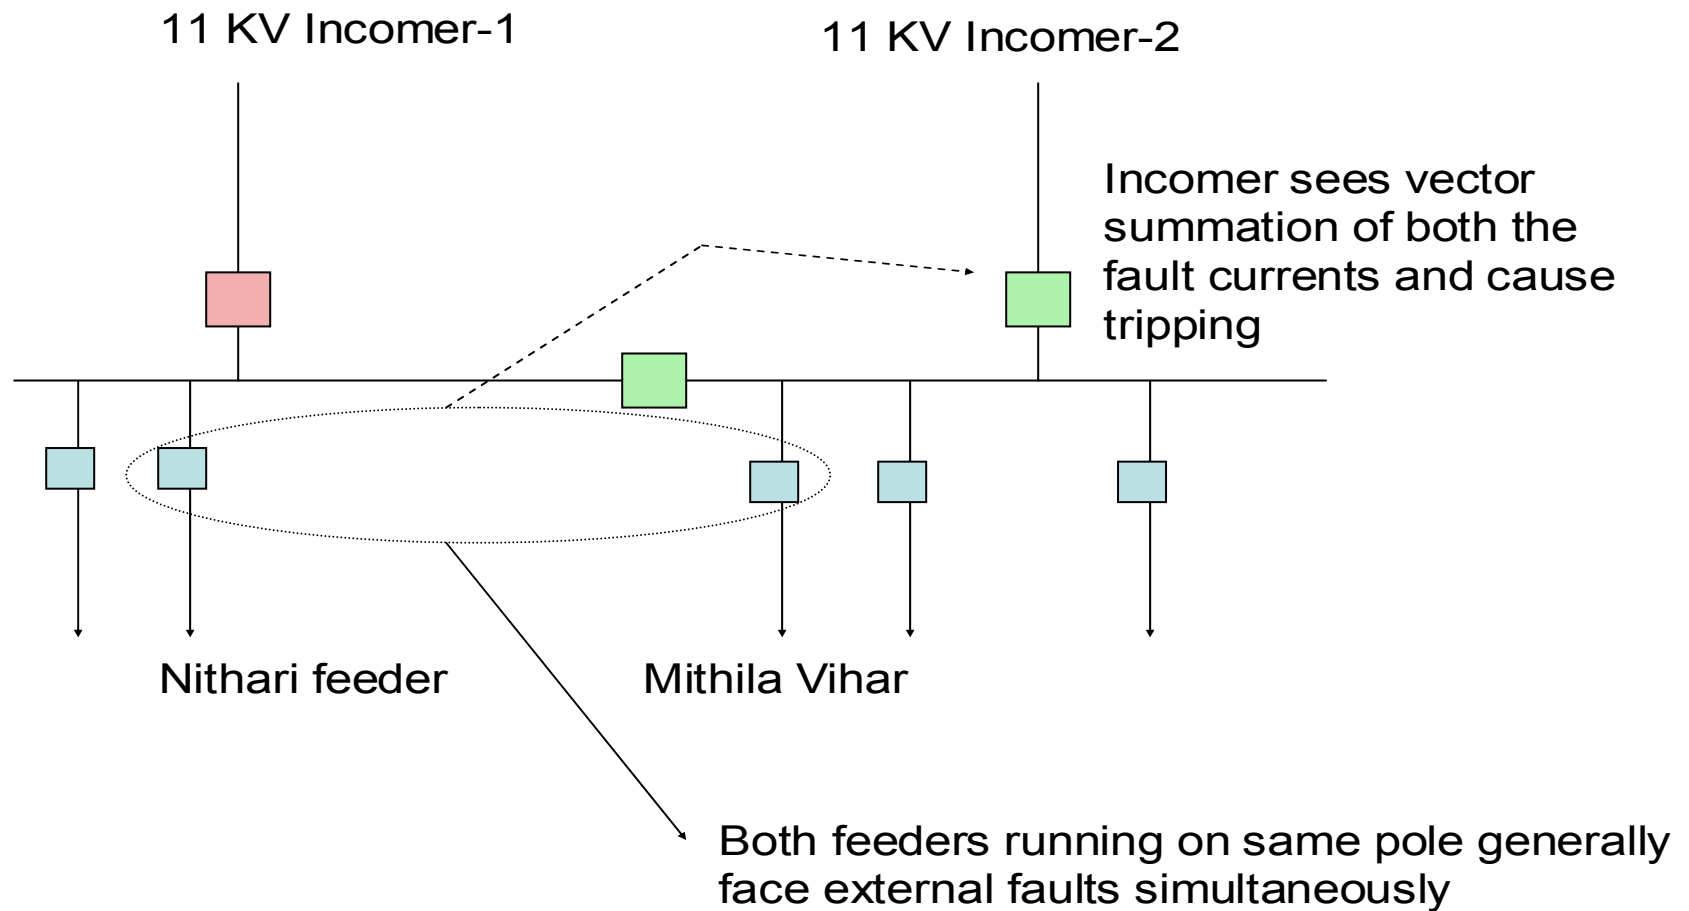 11 KV Incomer-1
11 KV Incomer-2
Incomer sees vector
summation of both the
fault currents and cause
tripping
Nithari feeder
Mithila Vihar
Both feeders running on same pole generally
face external faults simultaneously